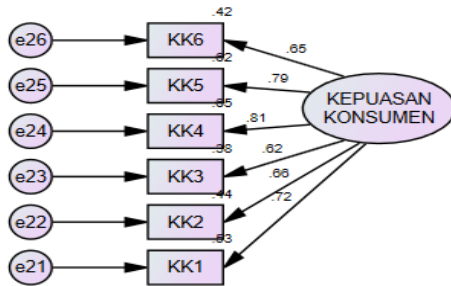 .42
e26 KK6 .65
.62
e25 KK5 .79
KEPUASAN
KONSUMEN
.65
e24 KK4 .81
.38
e23 KK3 .62
.44
e22 KK2 .66
.53
e21 KK1 .72